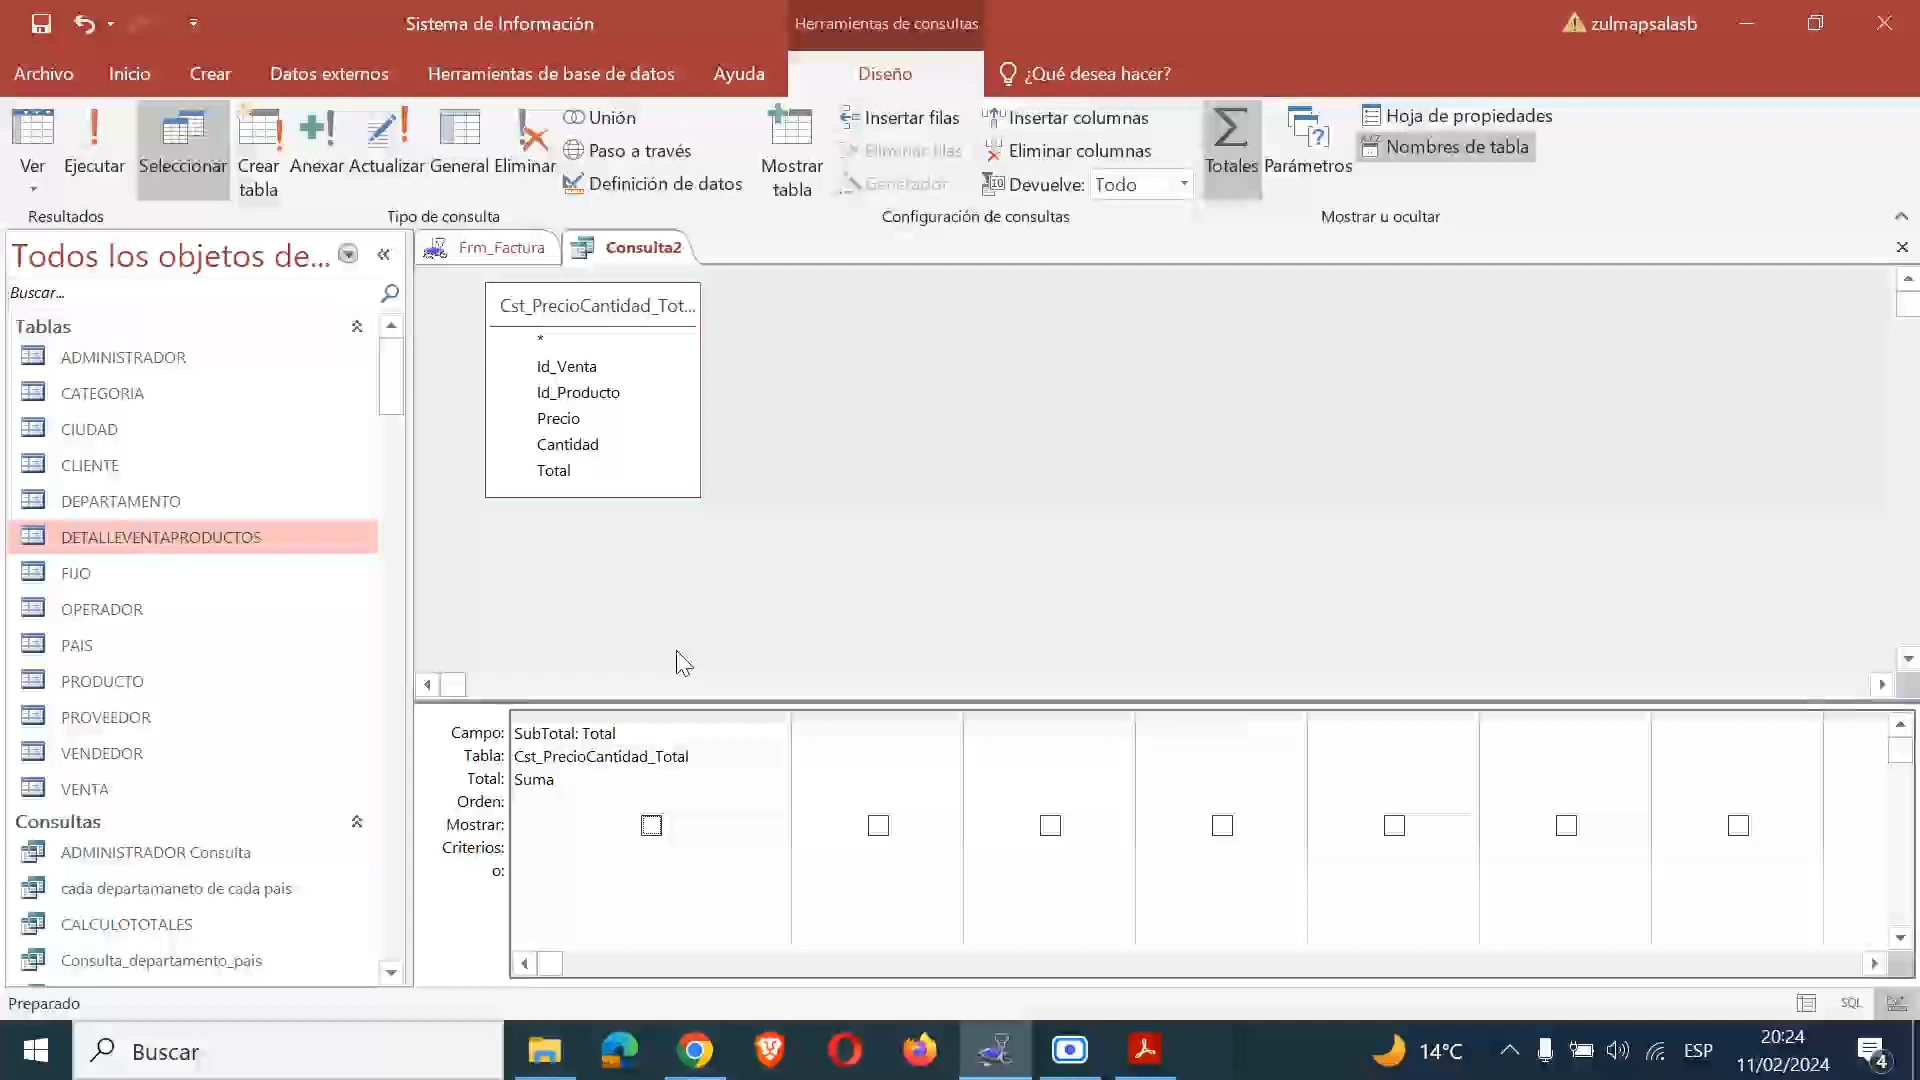 Sistema de Información
Herramientas de consultas
zulmapsalasb
Archivo
Inicio
Crear
Datos externos
Herramientas de base de datos
Ayuda
Diseño
¿Qué desea hacer?
Ver
Ejecutar
Seleccionar
Crear
tabla
Anexar
Actualizar
General
Eliminar
Unión
Paso a través
Definición de datos
Mostrar
tabla
Insertar filas
Eliminar filas
Generador
Insertar columnas
Eliminar columnas
Devuelve: Todo
Totales
Parámetros
Hoja de propiedades
Nombres de tabla
Resultados
Tipo de consulta
Configuración de consultas
Mostrar u ocultar
Todos los objetos de...
Buscar...
Tablas
ADMINISTRADOR
CATEGORIA
CIUDAD
CLIENTE
DEPARTAMENTO
DETALLEVENTAPRODUCTOS
FIJO
OPERADOR
PAIS
PRODUCTO
PROVEEDOR
VENDEDOR
VENTA
Consultas
ADMINISTRADOR Consulta
cada departamaneto de cada pais
CALCULOTOTALES
Consulta_departamento_pais
Frm_Factura
Consulta2
Cst_PrecioCantidad_Tot...
*
Id_Venta
Id_Producto
Precio
Cantidad
Total
Campo: SubTotal: Total
Tabla: Cst_PrecioCantidad_Total
Total: Suma
Orden:
Mostrar:
Criterios:
o:
Preparado
SQL
Buscar
14°C
ESP
20:24
11/02/2024
4